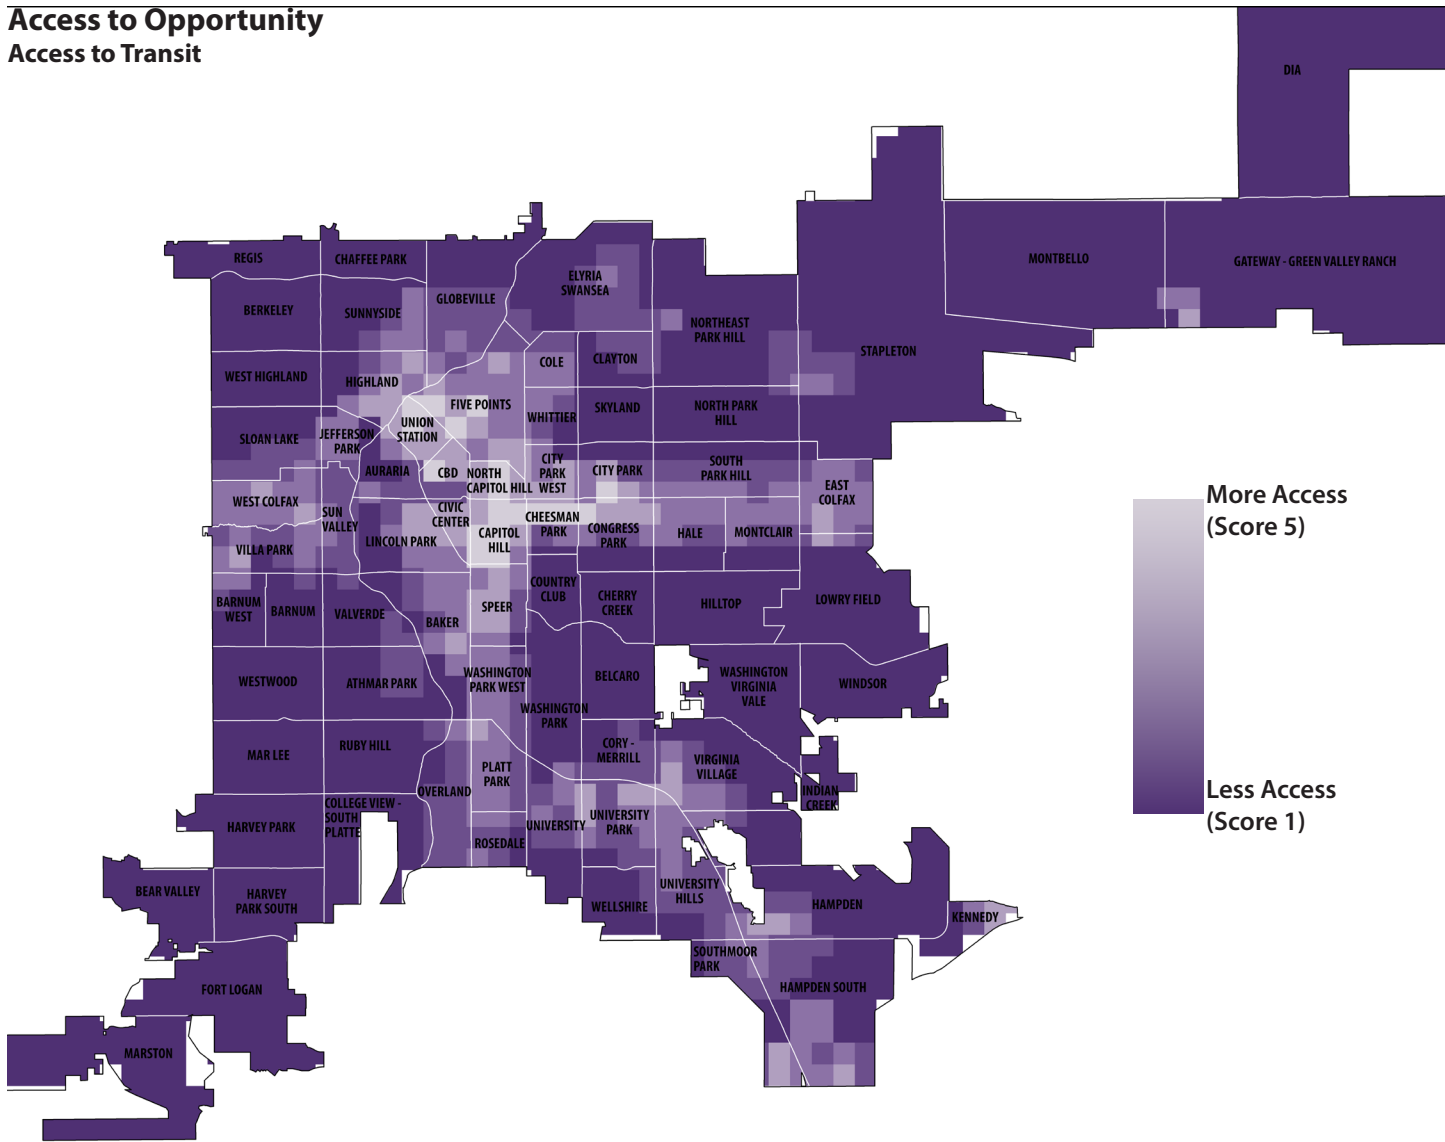 Access to Opportunity
Access to Transit
DIA
REGIS
CHAFFEE PARK
MONTBELLO
GATEWAY - GREEN VALLEY RANCH
ELYRIA
SWANSEA
GLOBEVILLE
BERKELEY
SUNNYSIDE
NORTHEAST
PARK HILL
STAPLETON
COLE
CLAYTON
WEST HIGHLAND
HIGHLAND
FIVE POINTS
WHITTIER
SKYLAND
NORTH PARK
HILL
UNION
STATION
SLOAN LAKE
JEFFERSON
PARK
AURARIA
CBD
NORTH
CAPITOL HILL
CITY
PARK
WEST
CITY PARK
SOUTH
PARK HILL
EAST
COLFAX
WEST COLFAX
SUN
VALLEY
CIVIC
CENTER
CHEESMAN
PARK
CONGRESS
PARK
HALE
MONTCLAIR
LINCOLN PARK
CAPITOL
HILL
VILLA PARK
More Access
(Score 5)
COUNTRY
CLUB
CHERRY
CREEK
HILLTOP
LOWRY FIELD
BARNUM
WEST
BARNUM
VALVERDE
BAKER
SPEER
WESTWOOD
ATHMAR PARK
WASHINGTON
PARK WEST
BELCARO
WASHINGTON
VIRGINIA
VALE
WINDSOR
WASHINGTON
PARK
MAR LEE
RUBY HILL
CORY -
MERRILL
VIRGINIA
VILLAGE
PLATT
PARK
OVERLAND
INDIAN
CREEK
Less Access
(Score 1)
HARVEY PARK
COLLEGE VIEW -
SOUTH
PLATTE
UNIVERSITY
UNIVERSITY
PARK
ROSEDALE
BEAR VALLEY
HARVEY
PARK SOUTH
WELLSHIRE
UNIVERSITY
HILLS
HAMPDEN
KENNEDY
SOUTHMOOR
PARK
FORT LOGAN
HAMPDEN SOUTH
MARSTON